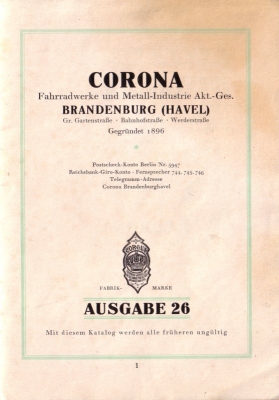 CORONA
Fahrradwerke und Metall-Industrie Akt.-Ges.
BRANDENBURG (HAVEL)
Gr. Gartenstraße · Bahnhofstraße · Werderstraße
Gegründet 1896
Postscheck-Konto Berlin Nr. 5947
Reichsbank-Giro-Konto · Fernsprecher 744, 745, 746
Telegramm-Adresse
Corona Brandenburghavel
CORONA
FABRIK- MARKE
AUSGABE 26
Mit diesem Katalog werden alle früheren ungültig
1